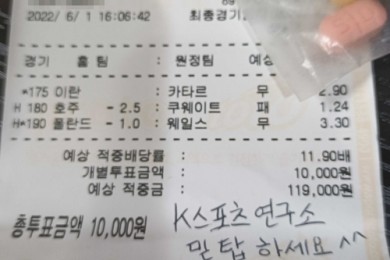 2022/ 6/ 1 16:06:42 최종경기
경기 홈 팀 : 원정팀 예상
*175 이란 : 카타르 무 2.90
H 180 호주 - 2.5 : 쿠웨이트 패 1.24
H*190 폴란드 - 1.0 : 웨일스 무 3.30
예상 적중배당률 : 11.90배
개별투표금액 : 10,000원
예상 적중금 : 119,000원
총투표금액 10,000원 K스포츠연구소
믿탑 하세요^^